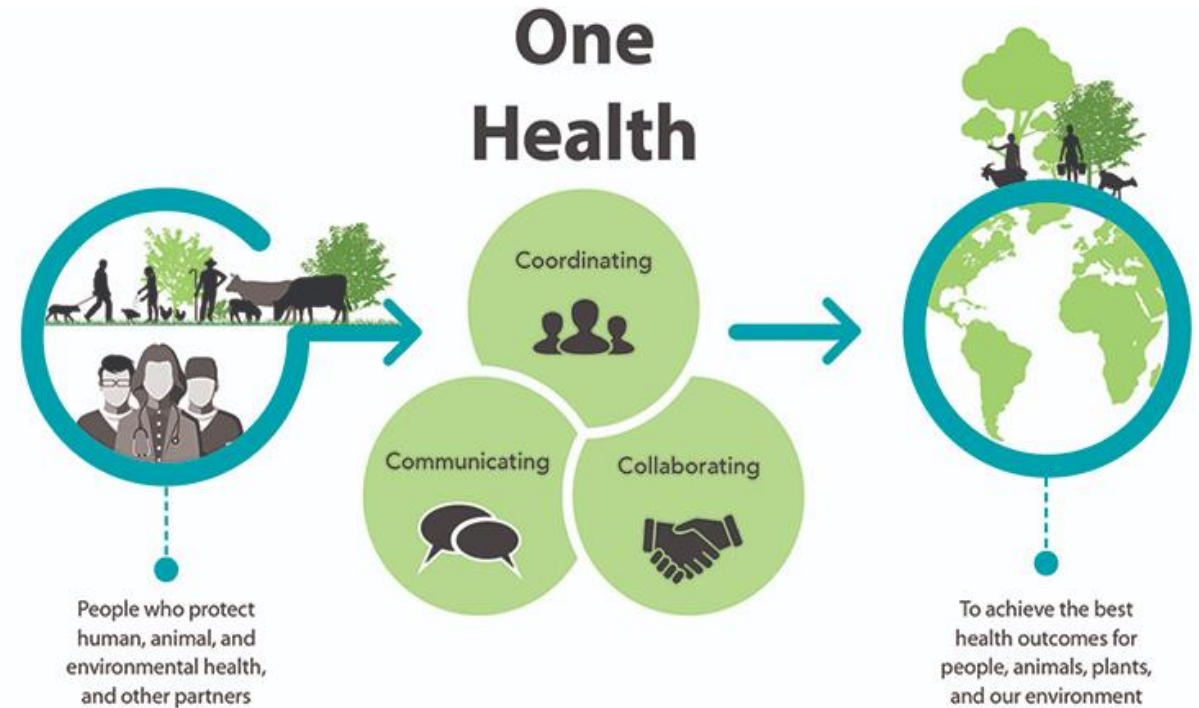 One
Health
Coordinating
Communicating
Collaborating
People who protect
human, animal, and
environmental health,
and other partners
To achieve the best
health outcomes for
people, animals, plants,
and our environment